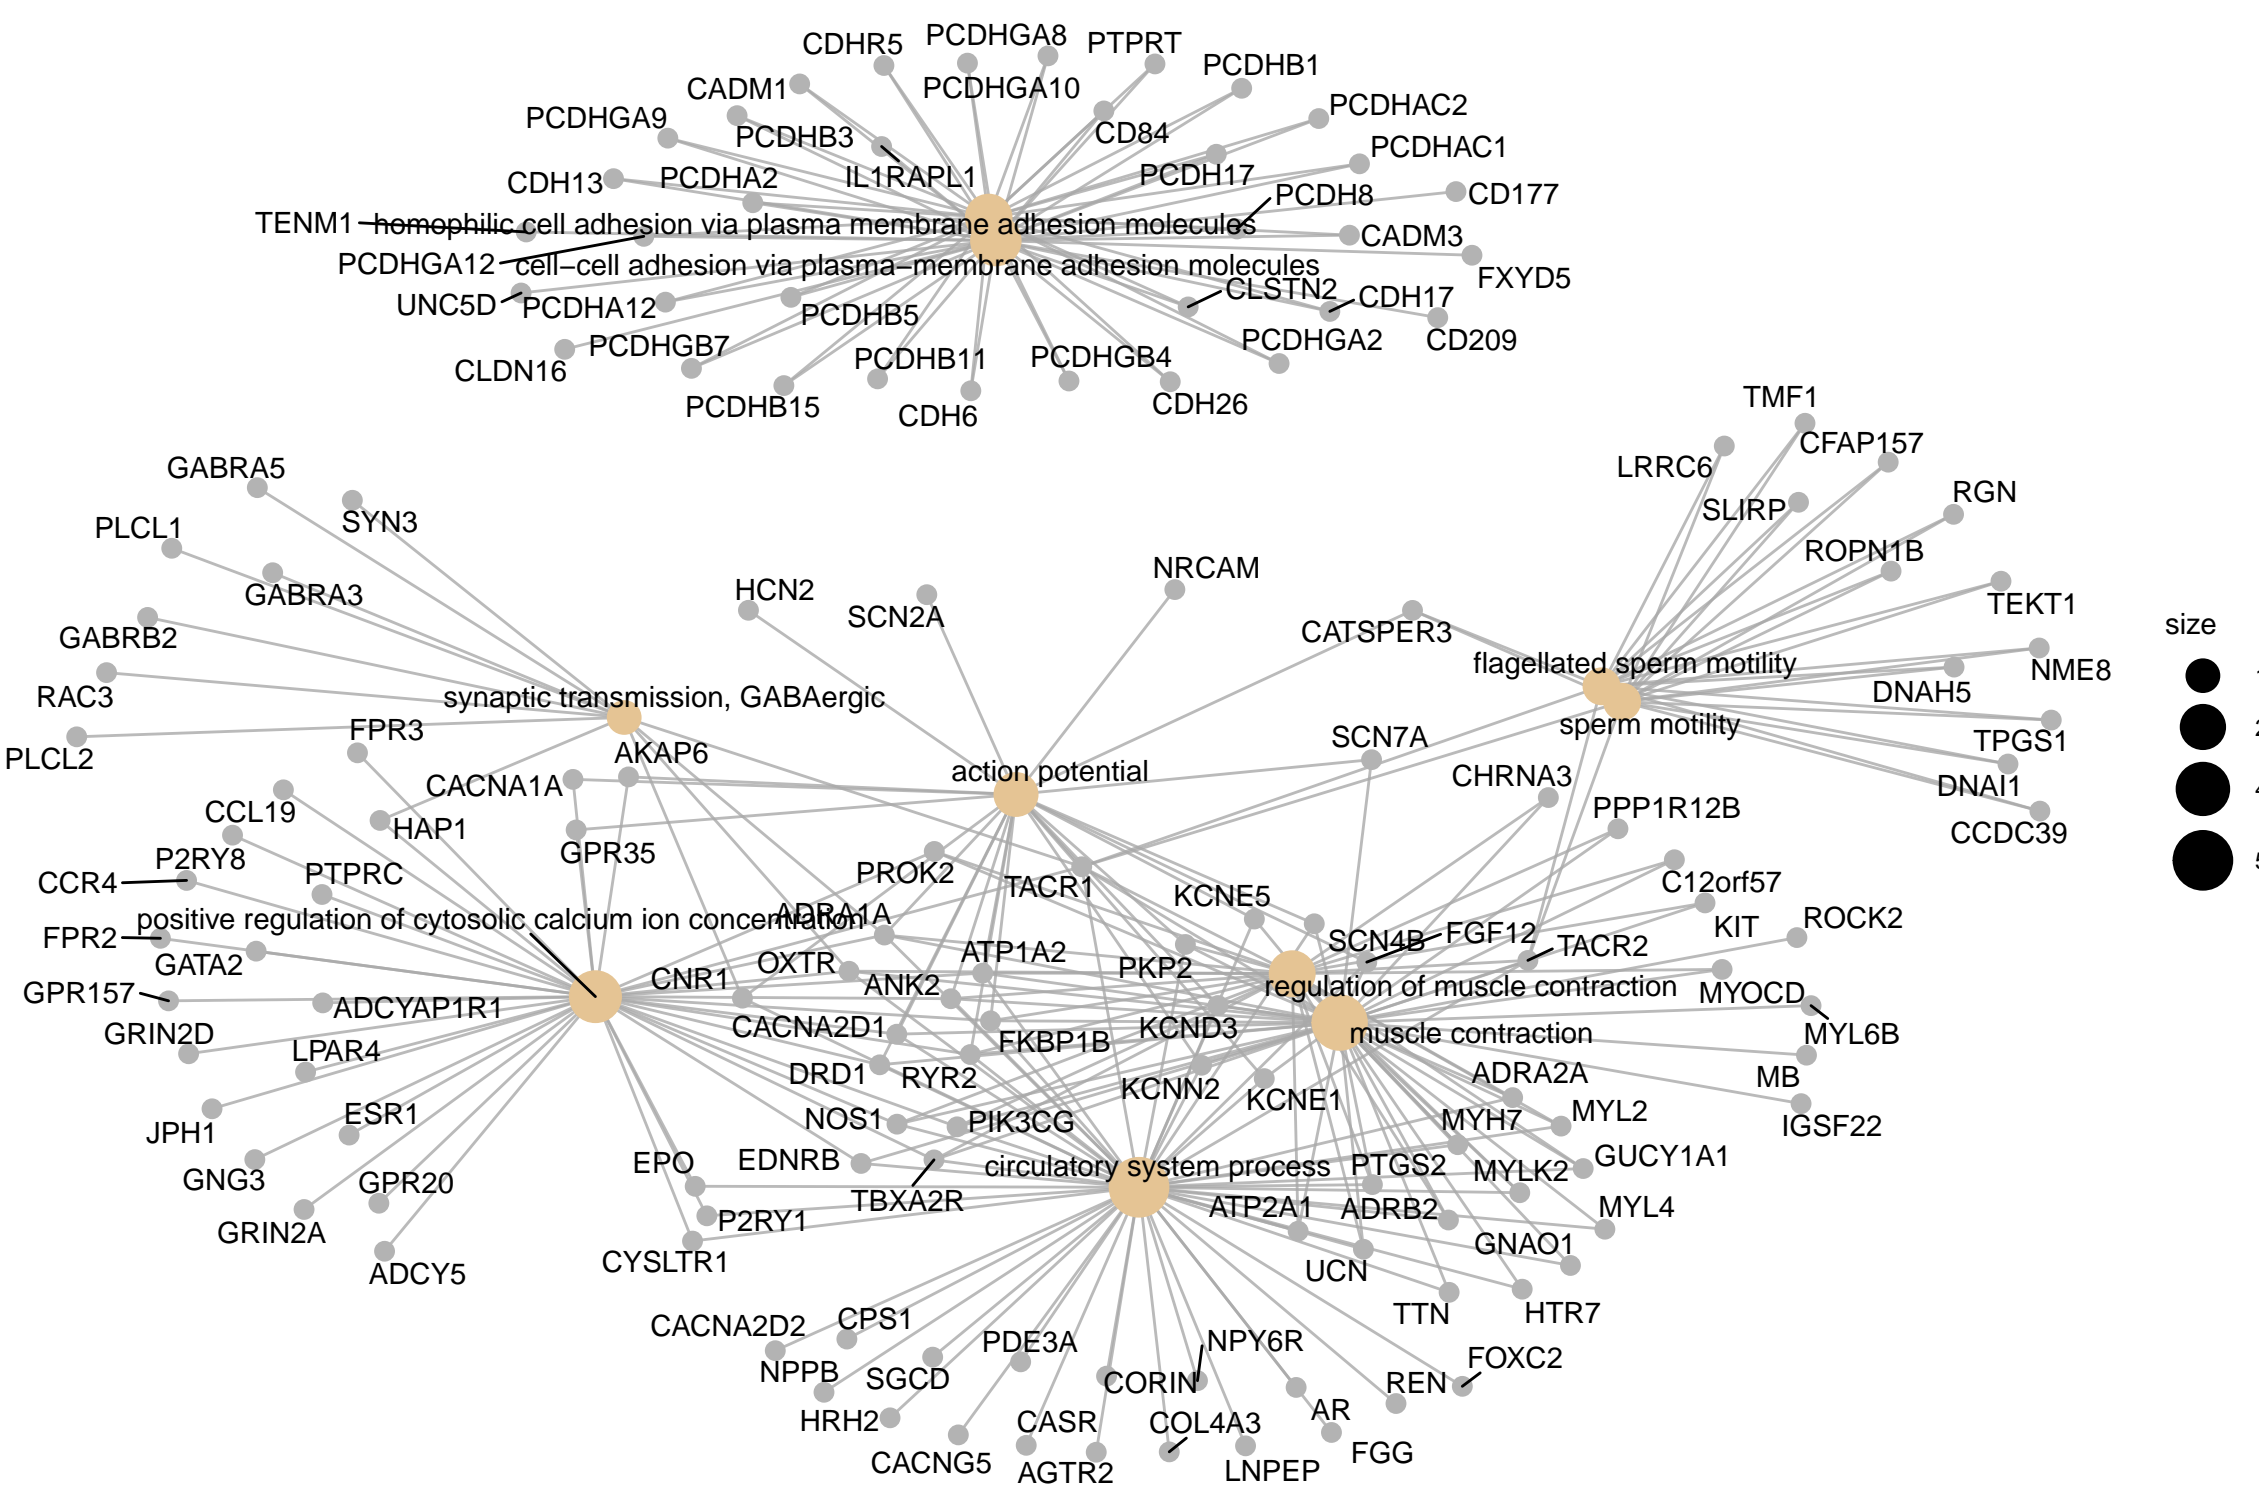 CDHR5
PCDHGA8
PTPRT
PCDHB1
CADM1
PCDHGA10
PCDHAC2
PCDHGA9
PCDHB3
CD84
PCDHAC1
CDH13
PCDHA2
IL1RAPL1
PCDH17
PCDH8
CD177
TENM1
homophilic cell adhesion via plasma membrane adhesion molecules
CADM3
PCDHGA12
cell−cell adhesion via plasma−membrane adhesion molecules
FXYD5
UNC5D
PCDHA12
PCDHB5
CLSTN2
CDH17
CLDN16
PCDHGB7
PCDHB11
PCDHGB4
PCDHGA2
CD209
PCDHB15
CDH6
CDH26
TMF1
LRRC6
CFAP157
GABRA5
SYN3
SLIRP
RGN
PLCL1
ROPN1B
GABRA3
HCN2
SCN2A
NRCAM
TEKT1
GABRB2
CATSPER3
size
RAC3
synaptic transmission, GABAergic
flagellated sperm motility
NME8
DNAH5
PLCL2
FPR3
AKAP6
SCN7A
sperm motility
TPGS1
CACNA1A
action potential
CHRNA3
DNAI1
CCL19
HAP1
GPR35
PPP1R12B
CCDC39
P2RY8
CCR4
PTPRC
PROK2
TACR1
KCNE5
C12orf57
positive regulation of cytosolic calcium ion concentration
ADRA1A
KIT
ROCK2
FPR2
GATA2
SCN4B
FGF12
TACR2
CNR1
OXTR
ATP1A2
PKP2
GPR157
ADCYAP1R1
ANK2
regulation of muscle contraction
MYOCD
GRIN2D
CACNA2D1
FKBP1B
KCND3
muscle contraction
MYL6B
LPAR4
DRD1
RYR2
KCNN2
KCNE1
ADRA2A
MB
JPH1
ESR1
NOS1
PIK3CG
MYH7
MYL2
IGSF22
GNG3
GPR20
EPO
EDNRB
circulatory system process
PTGS2
MYLK2
GUCY1A1
GRIN2A
P2RY1
TBXA2R
ATP2A1
ADRB2
MYL4
ADCY5
CYSLTR1
UCN
GNAO1
CACNA2D2
CPS1
PDE3A
NPY6R
TTN
HTR7
NPPB
SGCD
CORIN
REN
FOXC2
HRH2
CASR
COL4A3
AR
CACNG5
AGTR2
LNPEP
FGG